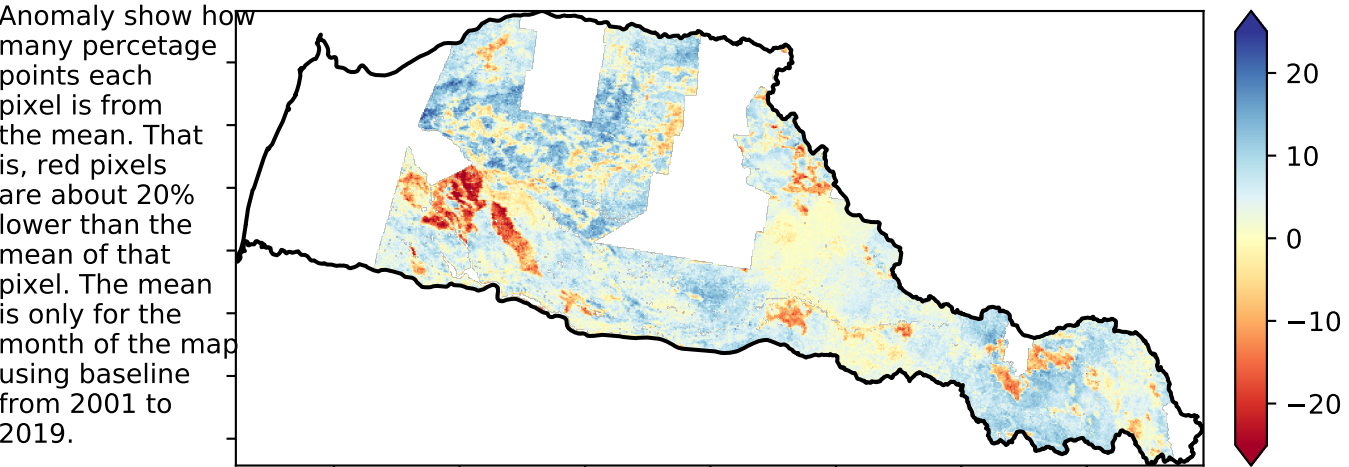 Anomaly show how
many percetage
points each
pixel is from
the mean. That
is, red pixels
are about 20%
lower than the
mean of that
pixel. The mean
is only for the
month of the map
using baseline
from 2001 to
2019.
20
10
0
−10
−20